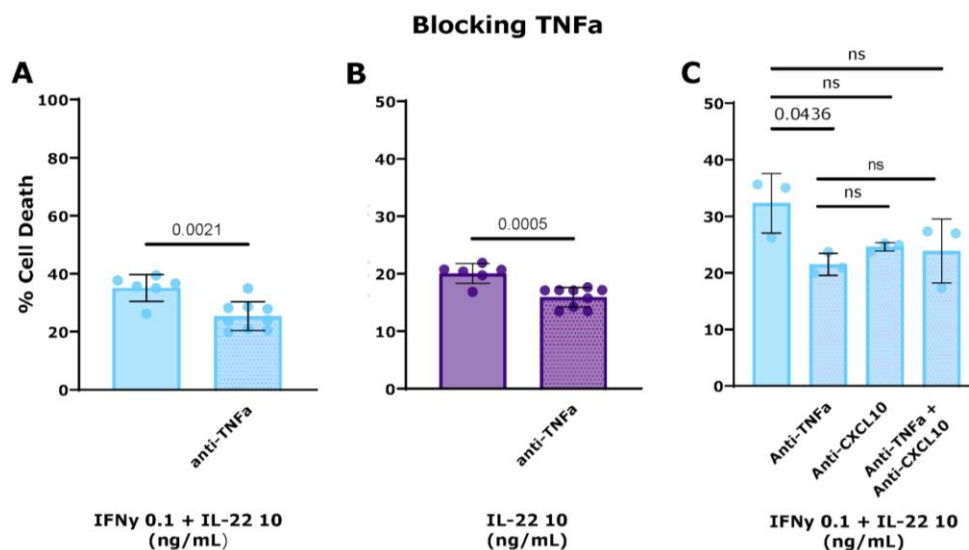 Blocking TNFa
A
% Cell Death
100
80
60
40
20
0
0.0021
anti-TNFa
IFNy 0.1 + IL-22 10
(ng/mL)
B
50
40
30
20
10
0
0.0005
anti-TNFa
IL-22 10
(ng/mL)
C
50
40
30
20
10
0
ns
ns
0.0436
ns
ns
Anti-TNFa
Anti-CXCL10
Anti-TNFa +
Anti-CXCL10
IFNy 0.1 + IL-22 10
(ng/mL)